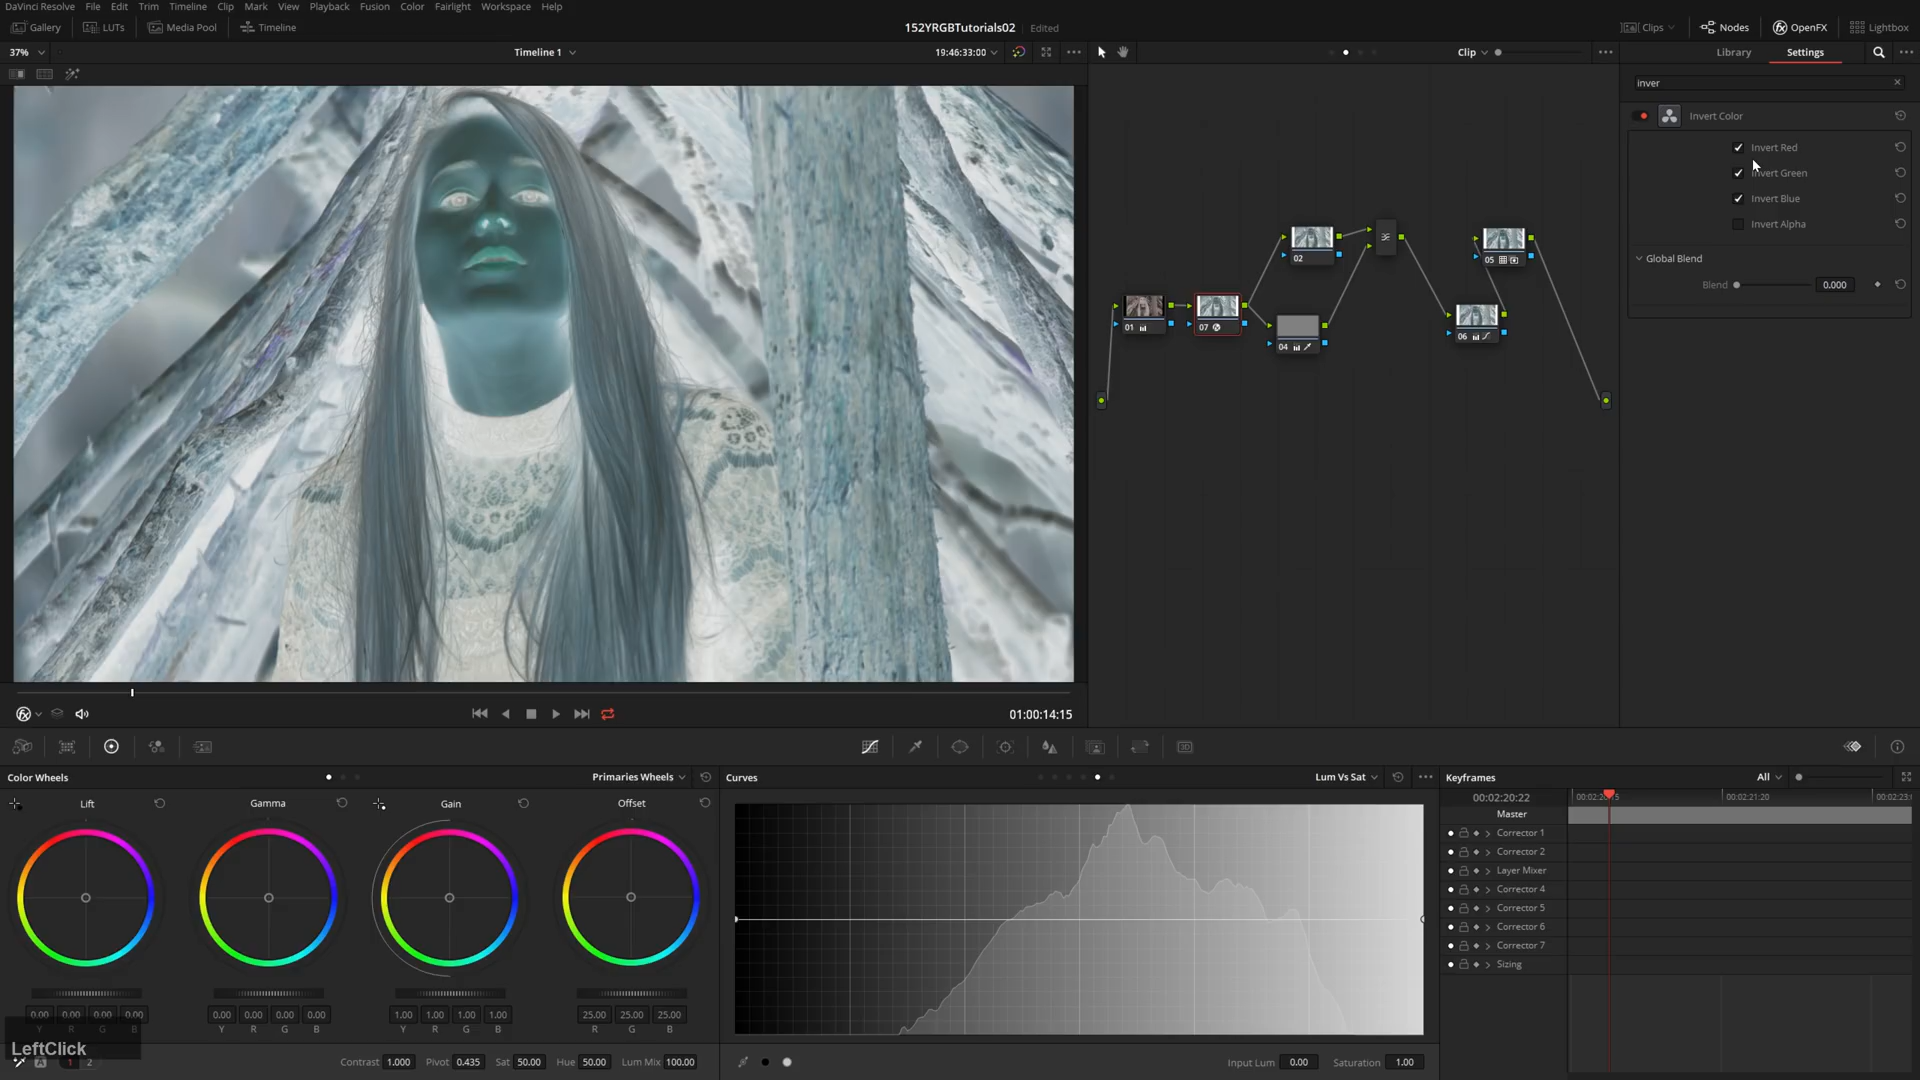 DaVinci Resolve File Edit Trim Timeline Clip Mark View Playback Fusion Color Fairlight Workspace Help
Gallery LUTs Media Pool Timeline 152YRGBTutorials02 Edited Clips Nodes OpenFX Lightbox
37% Timeline 1 19:46:33:00 Clip Library Settings
inver
Invert Color
Invert Red
Invert Green
Invert Blue
Invert Alpha
Global Blend
Blend 0.000
02
05
01
07
04
06
01:00:14:15
Color Wheels Primaries Wheels Curves Lum Vs Sat Keyframes All
Lift Gamma Gain Offset
00:02:20:22
00:02:21:20
Master
Corrector 1
Corrector 2
Layer Mixer
Corrector 4
Corrector 5
Corrector 6
Corrector 7
Sizing
0.00 0.00 0.00 0.00 0.00 0.00 0.00 0.00 1.00 1.00 1.00 1.00 25.00 25.00 25.00
Y R G B Y R G B Y R G B R G B
LeftClick
A 1 2 Contrast 1.000 Pivot 0.435 Sat 50.00 Hue 50.00 Lum Mix 100.00 Input Lum 0.00 Saturation 1.00